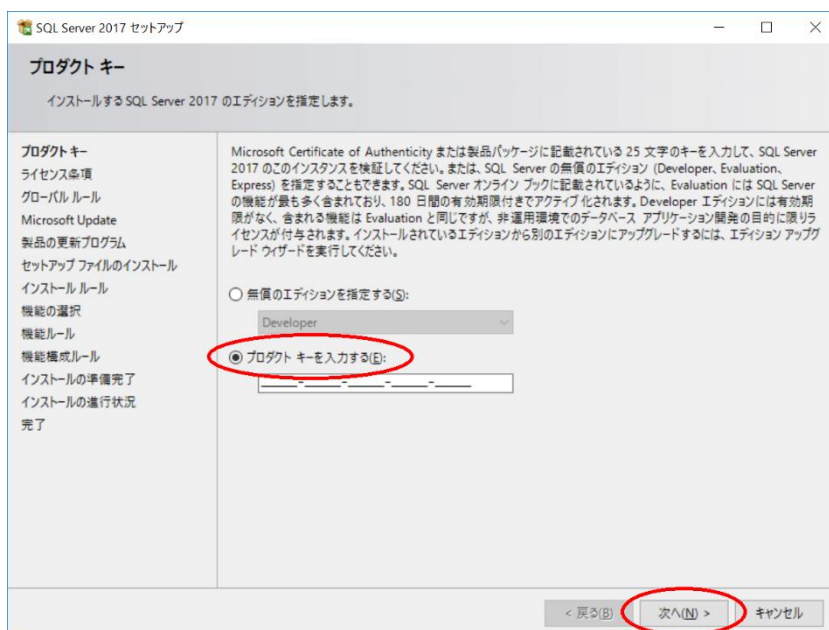 SQL Server 2017 セットアップ
プロダクト キー
インストールする SQL Server 2017 のエディションを指定します。
プロダクト キー
ライセンス条項
グローバル ルール
Microsoft Update
製品の更新プログラム
セットアップ ファイルのインストール
インストール ルール
機能の選択
機能ルール
機能構成ルール
インストールの準備完了
インストールの進行状況
完了
Microsoft Certificate of Authenticity または製品パッケージに記載されている 25 文字のキーを入力して、SQL Server
2017 のこのインスタンスを検証してください。または、SQL Server の無償のエディション (Developer、Evaluation、
Express) を指定することもできます。SQL Server オンライン ブックに記載されているように、Evaluation には SQL Server
の機能が最も多く含まれており、180 日間の有効期限付きでアクティブ化されます。Developer エディションには有効期
限がなく、含まれる機能は Evaluation と同じですが、非運用環境でのデータベース アプリケーション開発の目的に限りラ
イセンスが付与されます。インストールされているエディションから別のエディションにアップグレードするには、エディション アップグ
レード ウィザードを実行してください。
無償のエディションを指定する(S):
Developer
プロダクト キーを入力する(E):
_____-_____-_____-_____-_____
< 戻る(B)
次へ(N) >
キャンセル